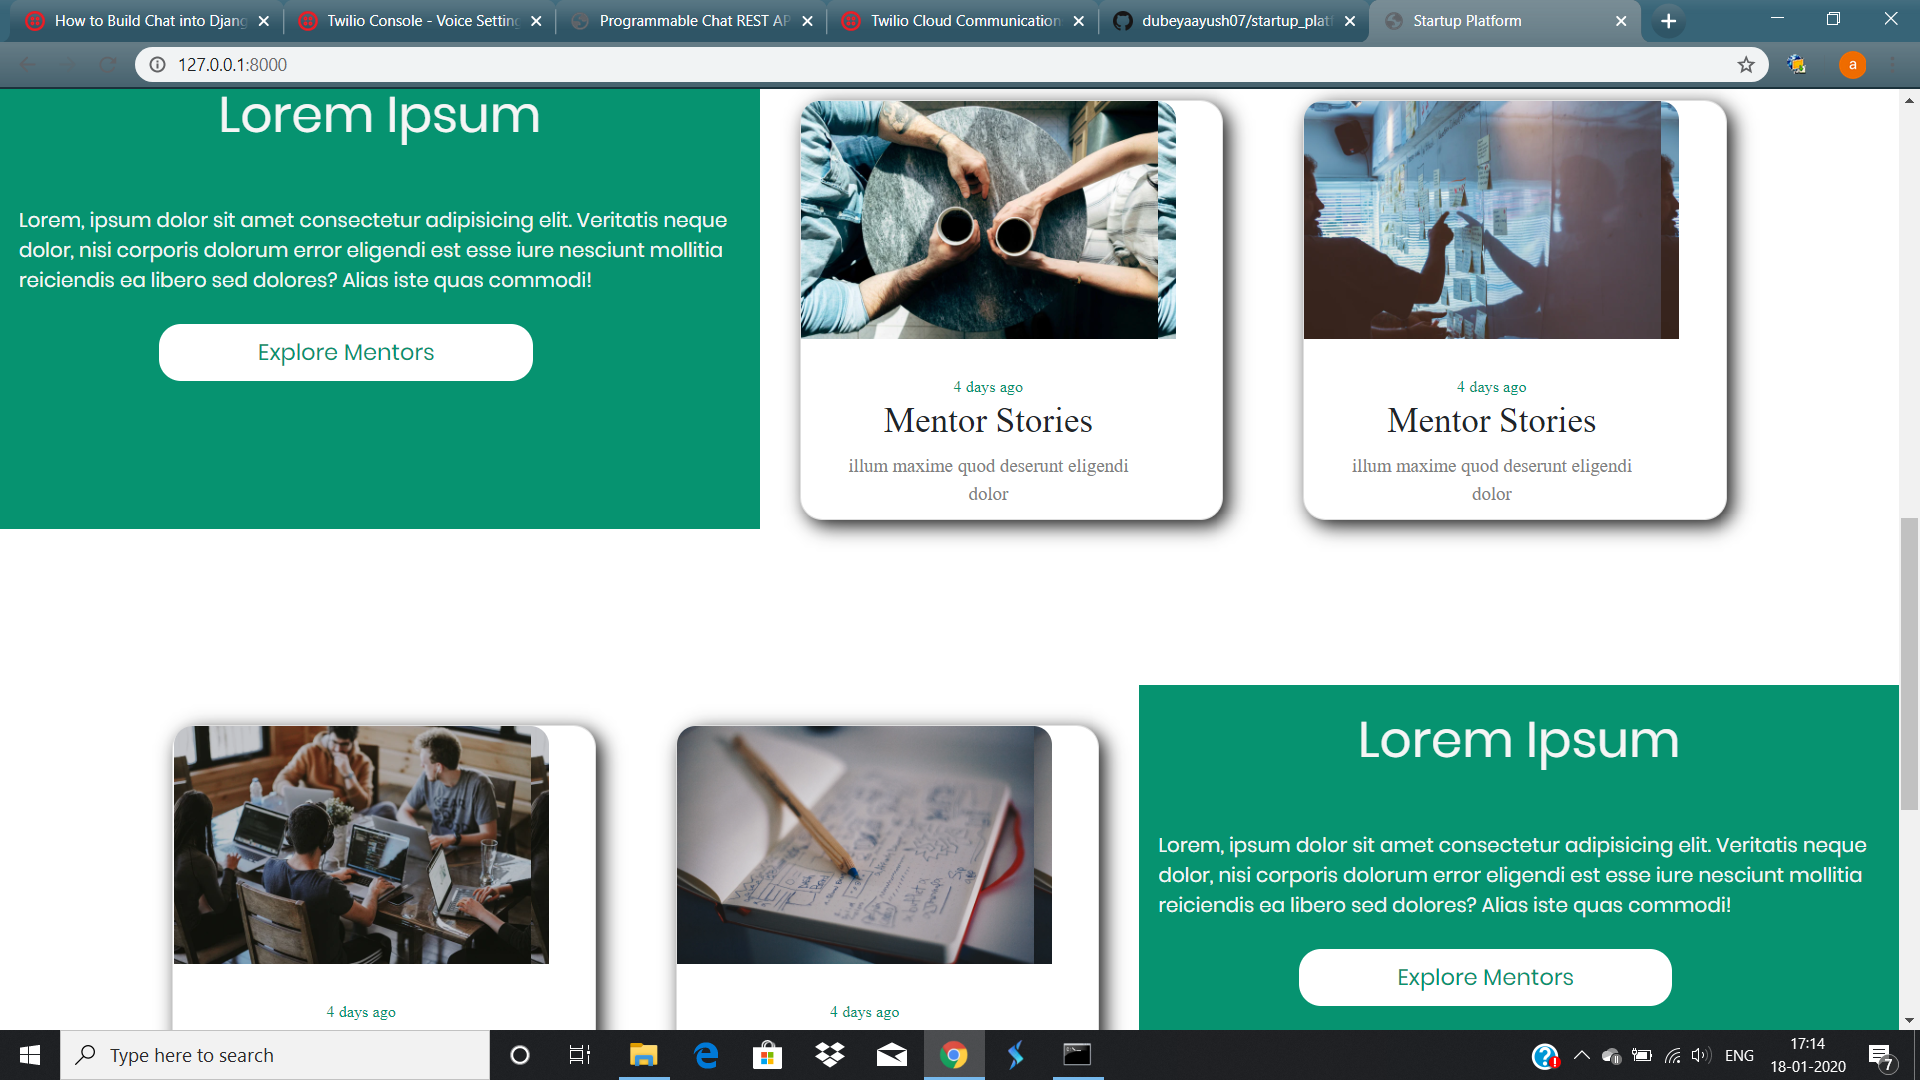 How to Build Chat into Djang
Twilio Console - Voice Setting
Programmable Chat REST AP
Twilio Cloud Communication
dubeyaayush07/startup_plat
Startup Platform
127.0.0.1:8000
a
Lorem Ipsum
Lorem, ipsum dolor sit amet consectetur adipisicing elit. Veritatis neque
dolor, nisi corporis dolorum error eligendi est esse iure nesciunt mollitia
reiciendis ea libero sed dolores? Alias iste quas commodi!
Explore Mentors
4 days ago
Mentor Stories
illum maxime quod deserunt eligendi
dolor
4 days ago
Mentor Stories
illum maxime quod deserunt eligendi
dolor
4 days ago
4 days ago
Lorem Ipsum
Lorem, ipsum dolor sit amet consectetur adipisicing elit. Veritatis neque
dolor, nisi corporis dolorum error eligendi est esse iure nesciunt mollitia
reiciendis ea libero sed dolores? Alias iste quas commodi!
Explore Mentors
Type here to search
ENG
17:14
18-01-2020
7